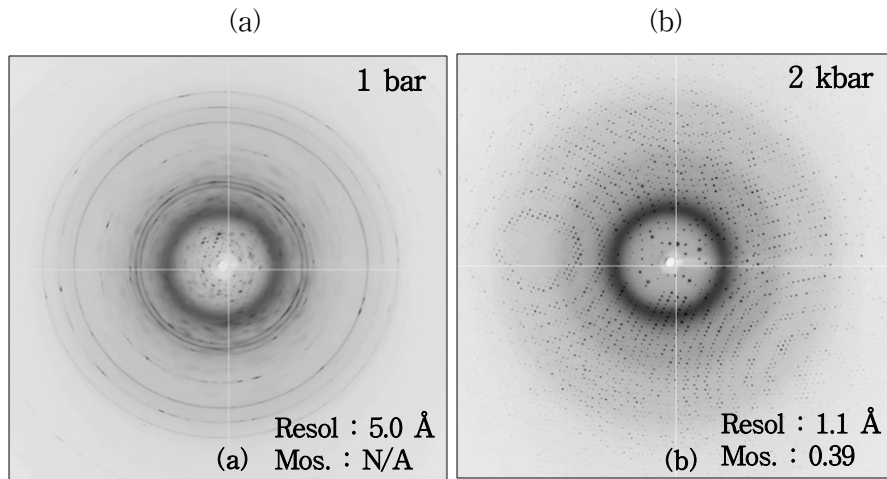 (a)
(b)
1 bar
2 kbar
Resol : 5.0 Å
(a) Mos. : N/A
Resol : 1.1 Å
(b) Mos. : 0.39